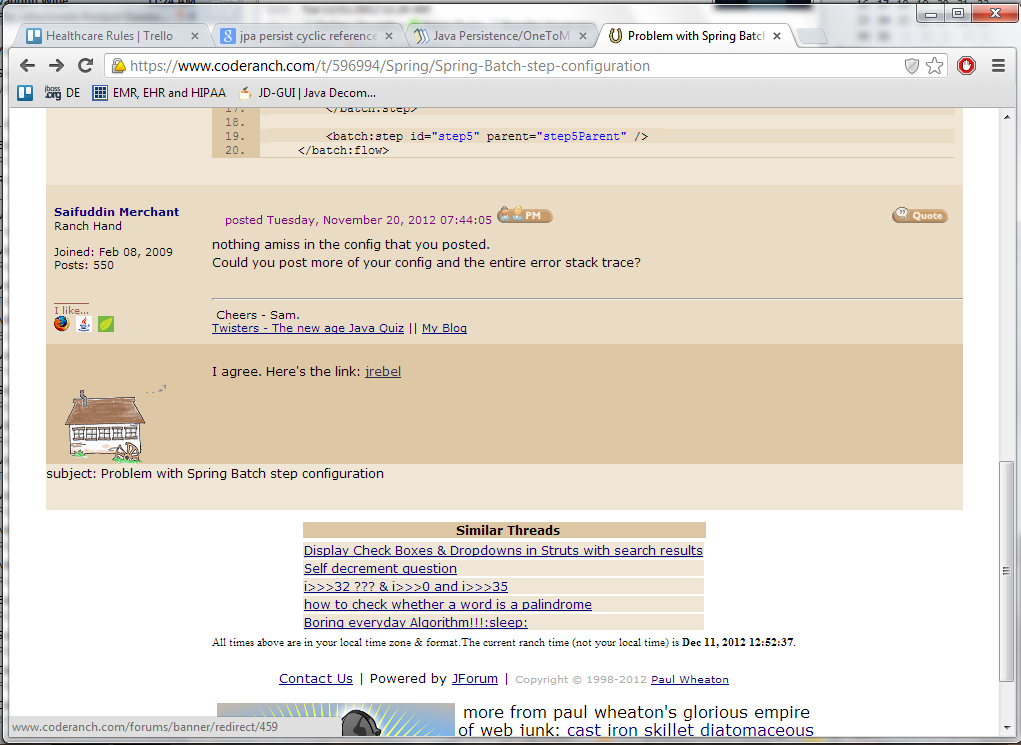 Healthcare Rules | Trello
jpa persist cyclic reference
Java Persistence/OneToM
Problem with Spring Batch
https://www.coderanch.com/t/596994/Spring/Spring-Batch-step-configuration
jboss.org DE
EMR, EHR and HIPAA
JD-GUI | Java Decom...
17. </batch:step>
18.
19. <batch:step id="step5" parent="step5Parent" />
20. </batch:flow>
Saifuddin Merchant
Ranch Hand
Joined: Feb 08, 2009
Posts: 550
I like...
posted Tuesday, November 20, 2012 07:44:05
PM
Quote
nothing amiss in the config that you posted.
Could you post more of your config and the entire error stack trace?
Cheers - Sam.
Twisters - The new age Java Quiz || My Blog
I agree. Here's the link: jrebel
subject: Problem with Spring Batch step configuration
Similar Threads
Display Check Boxes & Dropdowns in Struts with search results
Self decrement question
i>>>32 ??? & i>>>0 and i>>>35
how to check whether a word is a palindrome
Boring everyday Algorithm!!!:sleep:
All times above are in your local time zone & format.The current ranch time (not your local time) is Dec 11, 2012 12:52:37.
Contact Us | Powered by JForum | Copyright © 1998-2012 Paul Wheaton
more from paul wheaton's glorious empire
of web junk: cast iron skillet diatomaceous
www.coderanch.com/forums/banner/redirect/459